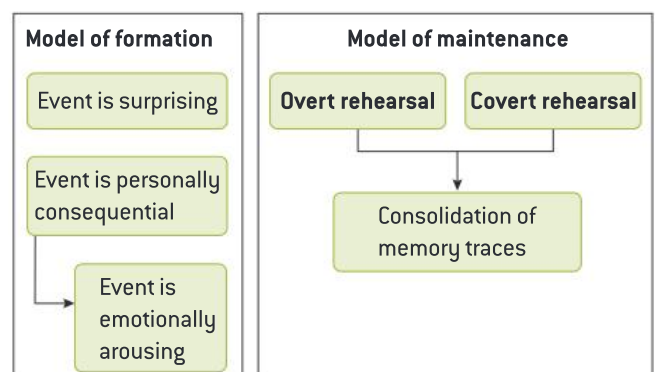 Model of formation
Event is surprising
Event is personally
consequential
Event is
emotionally
arousing
Model of maintenance
Overt rehearsal
Covert rehearsal
Consolidation of
memory traces